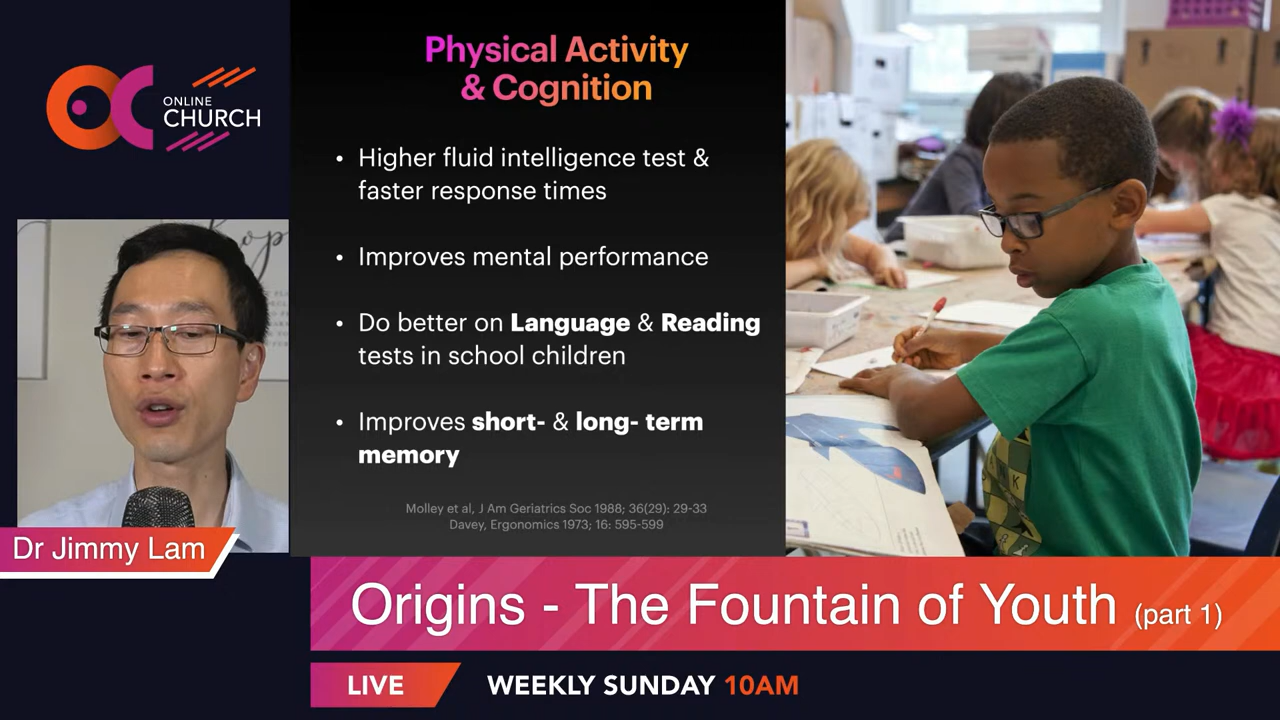 ONLINE
CHURCH
Physical Activity
& Cognition
• Higher fluid intelligence test &
faster response times
• Improves mental performance
• Do better on Language & Reading
tests in school children
• Improves short- & long- term
memory
Molley et al, J Am Geriatrics Soc 1988; 36(29): 29-33
Davey, Ergonomics 1973; 16: 595-599
Dr Jimmy Lam
Origins - The Fountain of Youth (part 1)
LIVE WEEKLY SUNDAY 10AM